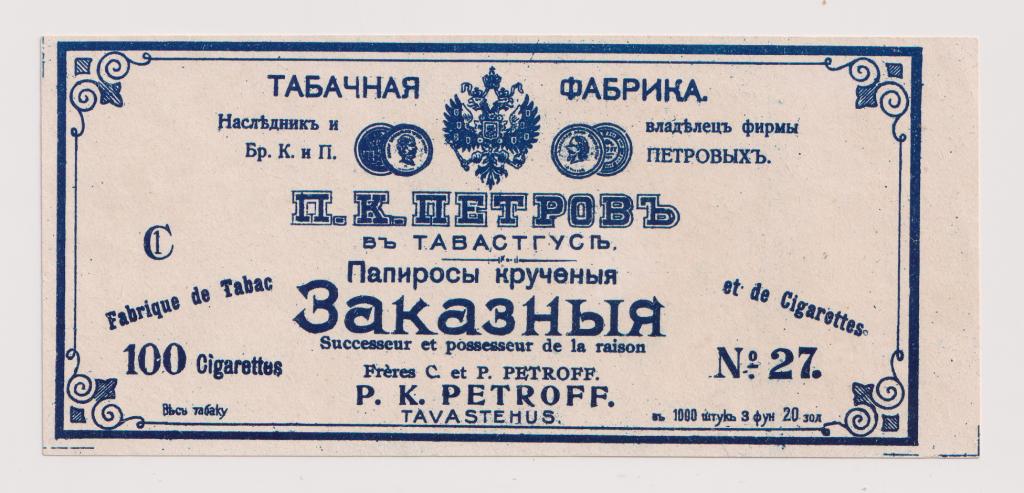 ТАБАЧНАЯ ФАБРИКА.
Наслѣдникъ и владѣлецъ фирмы
Бр. К. и П. ПЕТРОВЫХЪ.
П. К. ПЕТРОВЪ
въ ТАВАСТГУСѢ.
C1
Папиросы крученыя
Заказныя
Fabrique de Tabac et de Cigarettes
Successeur et possesseur de la raison
100 Cigarettes
Frères C. et P. PETROFF.
№ 27.
P. K. PETROFF.
TAVASTEHUS.
Вѣсъ табаку въ 1000 штукъ 3 фун 20 зол